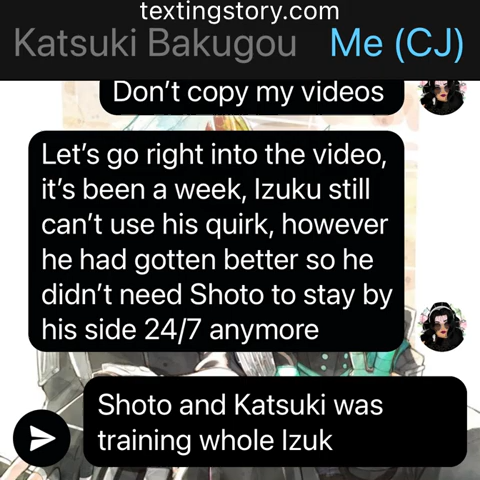 textingstory.com
Katsuki Bakugou Me (CJ)
Don’t copy my videos
Let’s go right into the video,
it’s been a week, Izuku still
can’t use his quirk, however
he had gotten better so he
didn’t need Shoto to stay by
his side 24/7 anymore
Shoto and Katsuki was
training whole Izuk